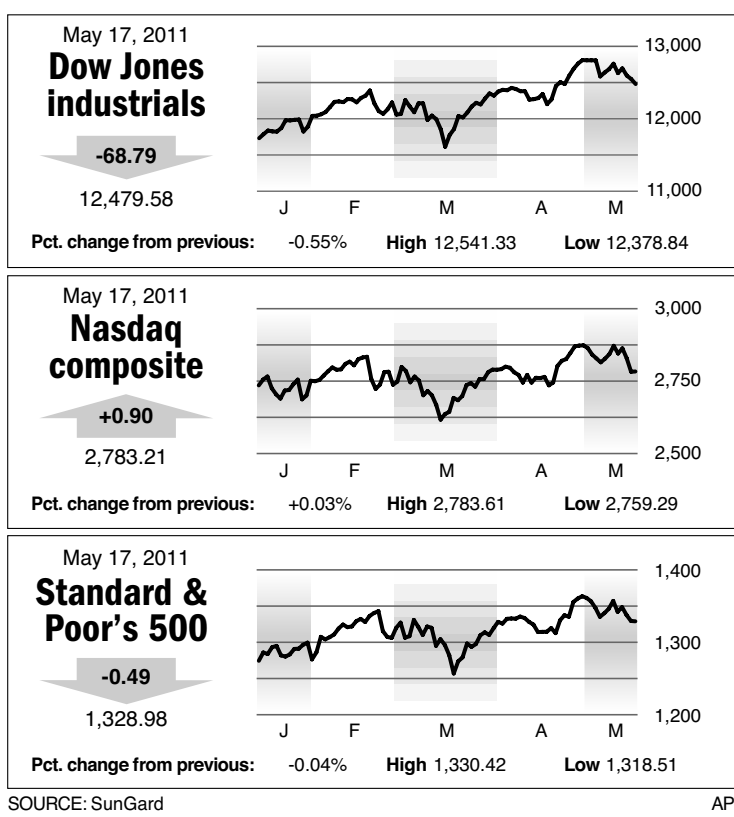 May 17, 2011
Dow Jones
industrials
-68.79
12,479.58
13,000
12,000
11,000
J F M A M
Pct. change from previous: -0.55% High 12,541.33 Low 12,378.84
May 17, 2011
Nasdaq
composite
+0.90
2,783.21
3,000
2,750
2,500
J F M A M
Pct. change from previous: +0.03% High 2,783.61 Low 2,759.29
May 17, 2011
Standard &
Poor's 500
-0.49
1,328.98
1,400
1,300
1,200
J F M A M
Pct. change from previous: -0.04% High 1,330.42 Low 1,318.51
SOURCE: SunGard AP